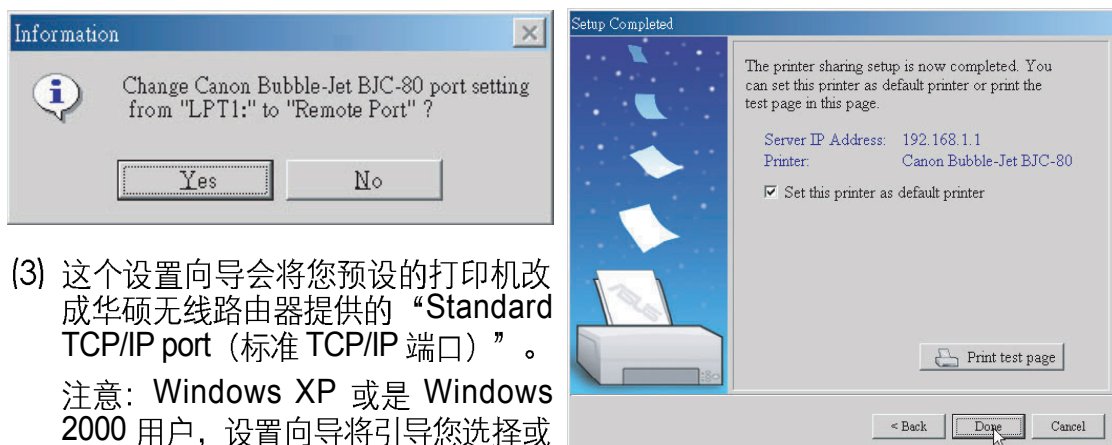 Information
Change Canon Bubble-Jet BJC-80 port setting
from "LPT1:" to "Remote Port" ?
Yes
No
(3) 这个设置向导会将您预设的打印机改
成华硕无线路由器提供的“Standard
TCP/IP port（标准 TCP/IP 端口）”。
注意：Windows XP 或是 Windows
2000 用户，设置向导将引导您选择或
Setup Completed
The printer sharing setup is now completed. You
can set this printer as default printer or print the
test page in this page.
Server IP Address: 192.168.1.1
Printer: Canon Bubble-Jet BJC-80
Set this printer as default printer
ASUS
Print test page
< Back
Done
Cancel